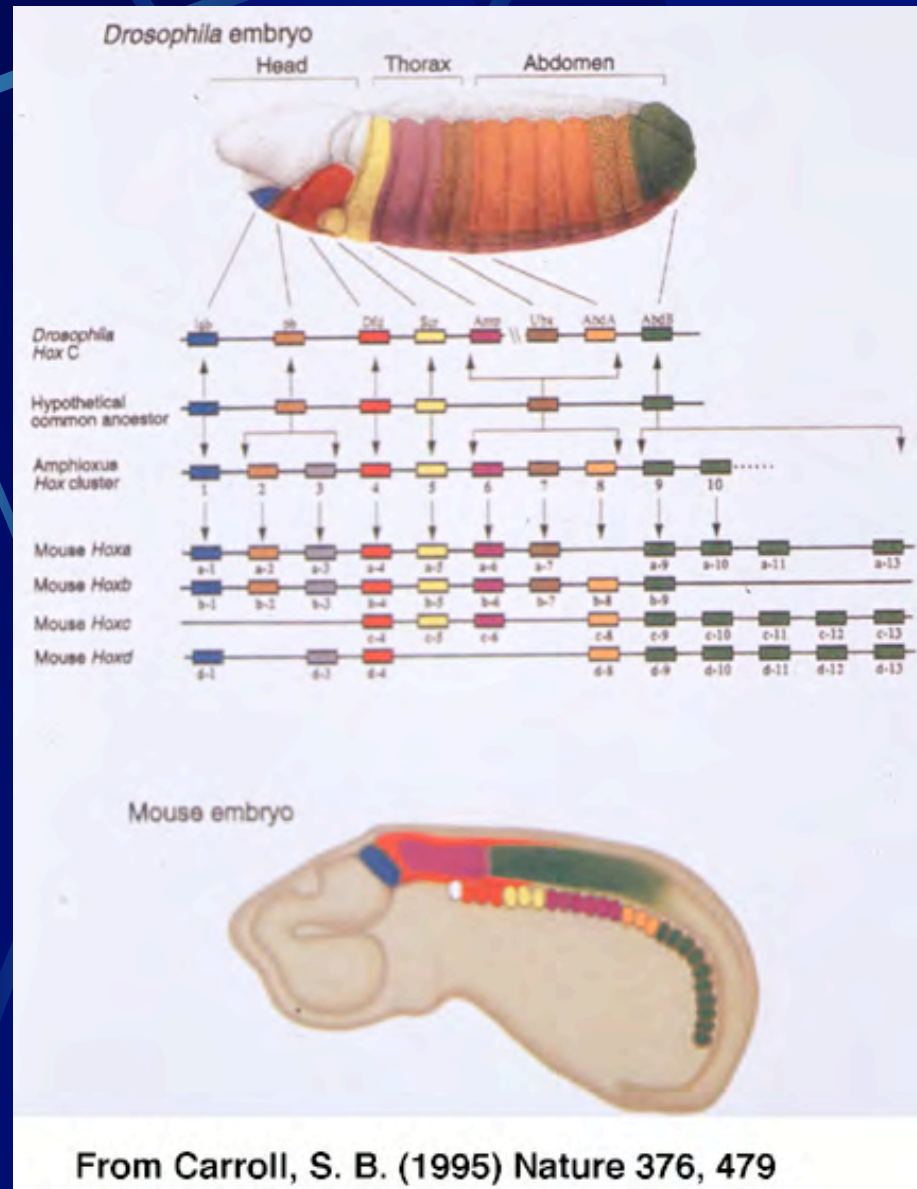 Drosophila embryo
Head Thorax Abdomen
lab pb Dfd Scr Antp Ubx AbdA AbdB
Drosophila
Hox C
Hypothetical
common ancestor
Amphioxus
Hox cluster
1 2 3 4 5 6 7 8 9 10
Mouse Hoxa
a-1 a-2 a-3 a-4 a-5 a-6 a-7 a-9 a-10 a-11 a-13
Mouse Hoxb
b-1 b-2 b-3 b-4 b-5 b-6 b-7 b-8 b-9
Mouse Hoxc
c-4 c-5 c-6 c-8 c-9 c-10 c-11 c-12 c-13
Mouse Hoxd
d-1 d-3 d-4 d-8 d-9 d-10 d-11 d-12 d-13
Mouse embryo
From Carroll, S. B. (1995) Nature 376, 479